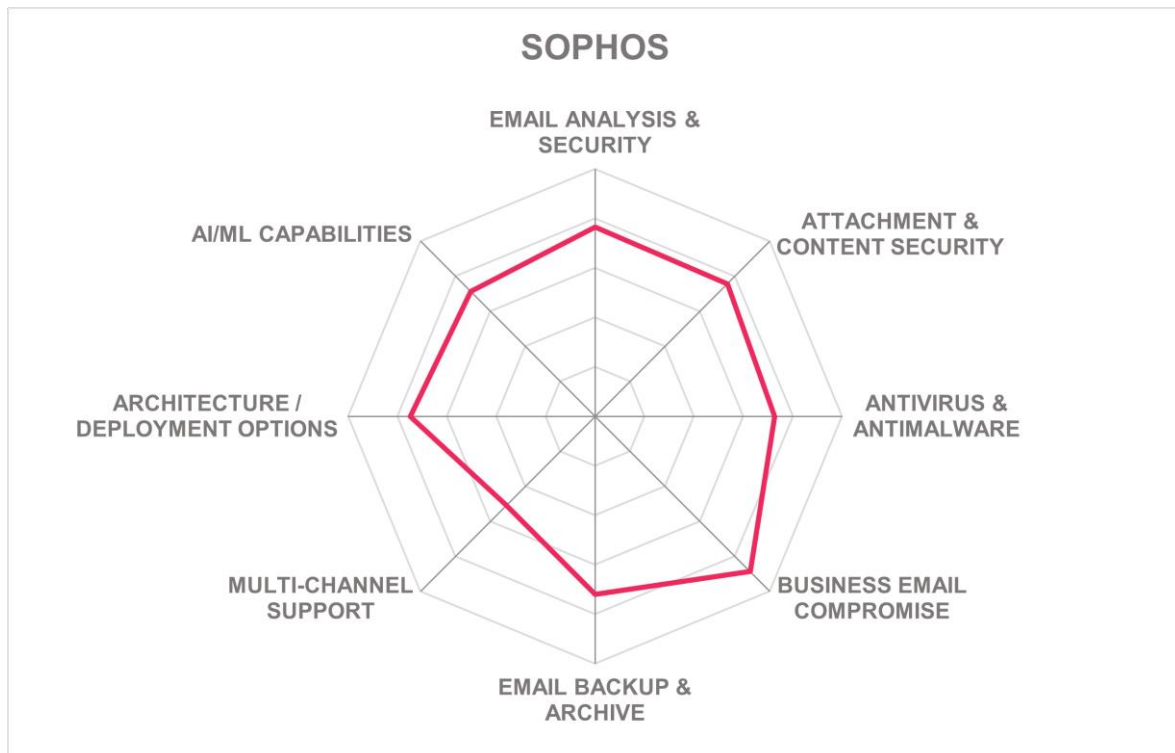 SOPHOS
EMAIL ANALYSIS &
SECURITY
ATTACHMENT &
CONTENT SECURITY
AI/ML CAPABILITIES
ARCHITECTURE /
DEPLOYMENT OPTIONS
ANTIVIRUS &
ANTIMALWARE
MULTI-CHANNEL
SUPPORT
BUSINESS EMAIL
COMPROMISE
EMAIL BACKUP &
ARCHIVE